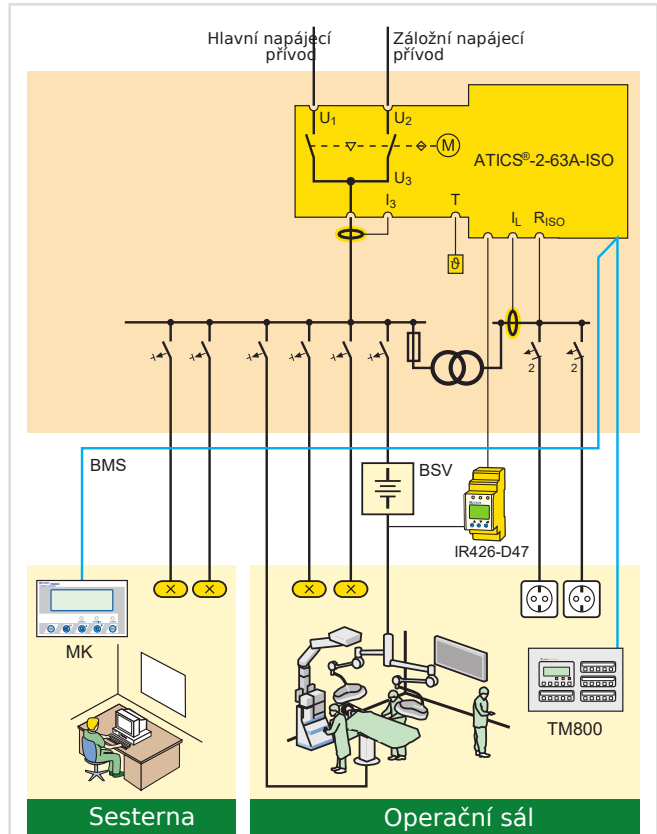 Hlavní napájecí
přívod
Záložní napájecí
přívod
U1
U2
M
ATICS®-2-63A-ISO
U3
I3
T
IL
RISO
ϑ
2
2
BMS
BSV
IR426-D47
MK
TM800
Sesterna
Operační sál